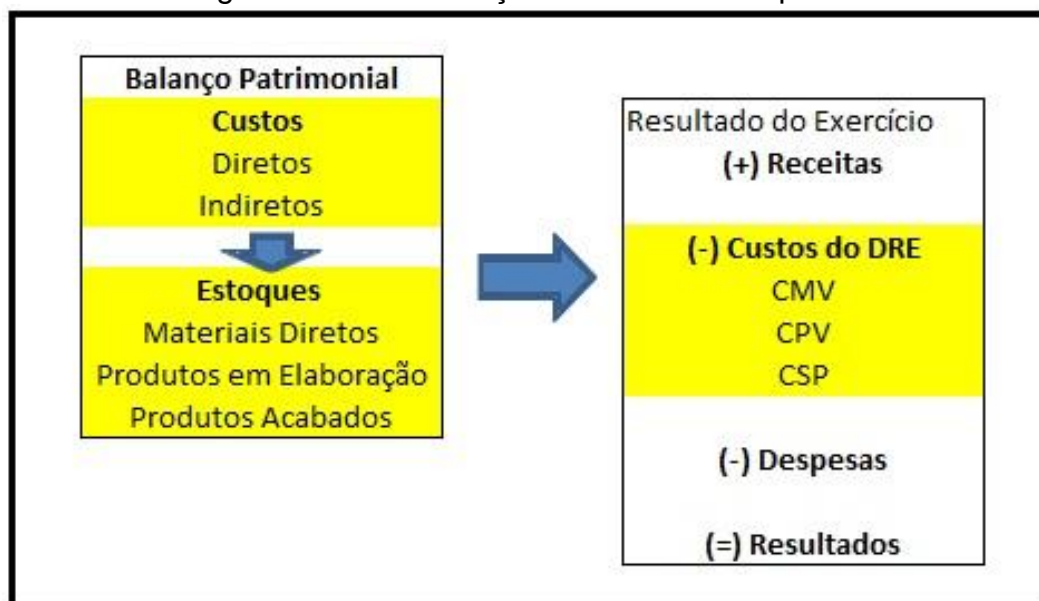 Balanço Patrimonial
Custos
Diretos
Indiretos
Estoques
Materiais Diretos
Produtos em Elaboração
Produtos Acabados
Resultado do Exercício
(+) Receitas
(-) Custos do DRE
CMV
CPV
CSP
(-) Despesas
(=) Resultados